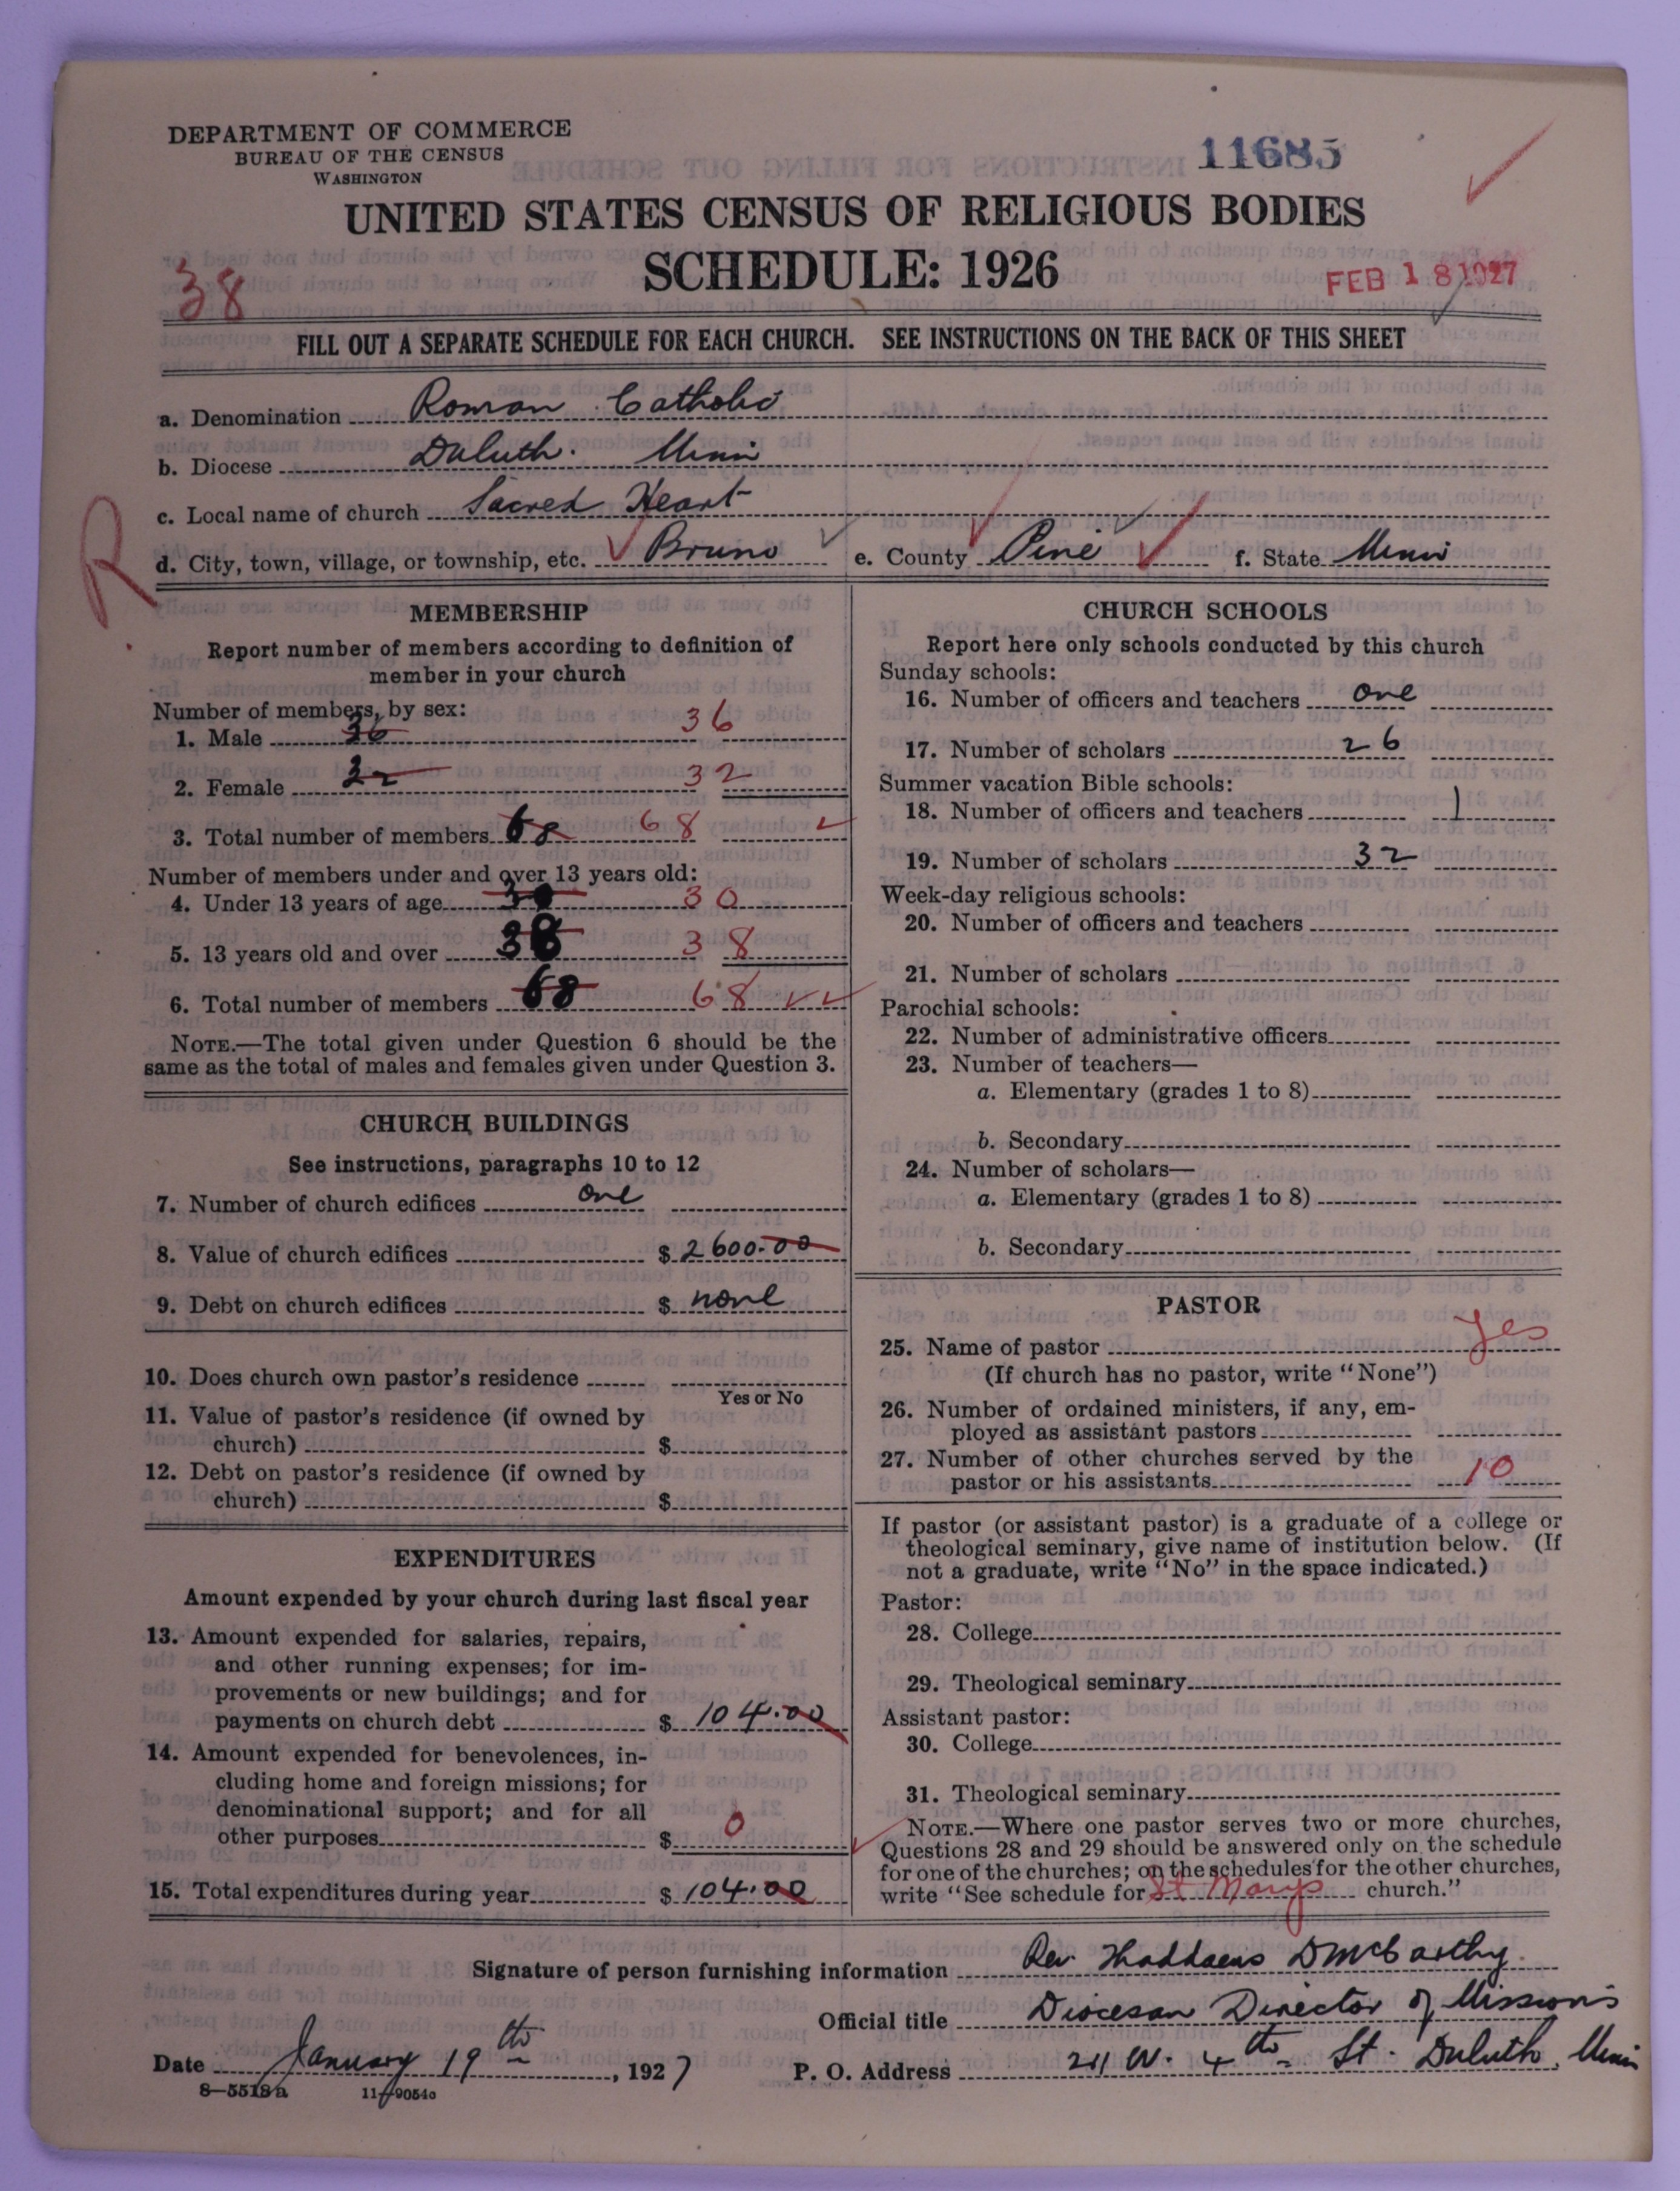 DEPARTMENT OF COMMERCE
BUREAU OF THE CENSUS
WASHINGTON
11685
UNITED STATES CENSUS OF RELIGIOUS BODIES
SCHEDULE: 1926
38
FEB 18 1927
FILL OUT A SEPARATE SCHEDULE FOR EACH CHURCH. SEE INSTRUCTIONS ON THE BACK OF THIS SHEET
a. Denomination Roman Catholic
b. Diocese Duluth. Minn
c. Local name of church Sacred Heart
R
d. City, town, village, or township, etc. Bruno e. County Pine f. State Minn
MEMBERSHIP
Report number of members according to definition of
member in your church
Number of members, by sex:
1. Male 36 36
2. Female 32 32
3. Total number of members 68 68
Number of members under and over 13 years old:
4. Under 13 years of age 30 30
5. 13 years old and over 38 38
6. Total number of members 68 68
NOTE.—The total given under Question 6 should be the
same as the total of males and females given under Question 3.
CHURCH BUILDINGS
See instructions, paragraphs 10 to 12
7. Number of church edifices one
8. Value of church edifices $ 2600.00
9. Debt on church edifices $ none
10. Does church own pastor's residence
Yes or No
11. Value of pastor's residence (if owned by
church) $
12. Debt on pastor's residence (if owned by
church) $
EXPENDITURES
Amount expended by your church during last fiscal year
13. Amount expended for salaries, repairs,
and other running expenses; for im-
provements or new buildings; and for
payments on church debt $ 104.00
14. Amount expended for benevolences, in-
cluding home and foreign missions; for
denominational support; and for all
other purposes $ 0
15. Total expenditures during year $ 104.00
CHURCH SCHOOLS
Report here only schools conducted by this church
Sunday schools:
16. Number of officers and teachers one
17. Number of scholars 26
Summer vacation Bible schools:
18. Number of officers and teachers 1
19. Number of scholars 32
Week-day religious schools:
20. Number of officers and teachers
21. Number of scholars
Parochial schools:
22. Number of administrative officers
23. Number of teachers—
a. Elementary (grades 1 to 8)
b. Secondary
24. Number of scholars—
a. Elementary (grades 1 to 8)
b. Secondary
PASTOR
25. Name of pastor Yes
(If church has no pastor, write "None")
26. Number of ordained ministers, if any, em-
ployed as assistant pastors
27. Number of other churches served by the
pastor or his assistants 10
If pastor (or assistant pastor) is a graduate of a college or
theological seminary, give name of institution below. (If
not a graduate, write "No" in the space indicated.)
Pastor:
28. College
29. Theological seminary
Assistant pastor:
30. College
31. Theological seminary
NOTE.—Where one pastor serves two or more churches,
Questions 28 and 29 should be answered only on the schedule
for one of the churches; on the schedules for the other churches,
write "See schedule for St Marys church."
Signature of person furnishing information Rev Thaddaeus D McCarthy
Official title Diocesan Director of Missions
Date January 19th, 1927 P. O. Address 211 W. 4th St. Duluth, Minn
8—5518a 11—9054c